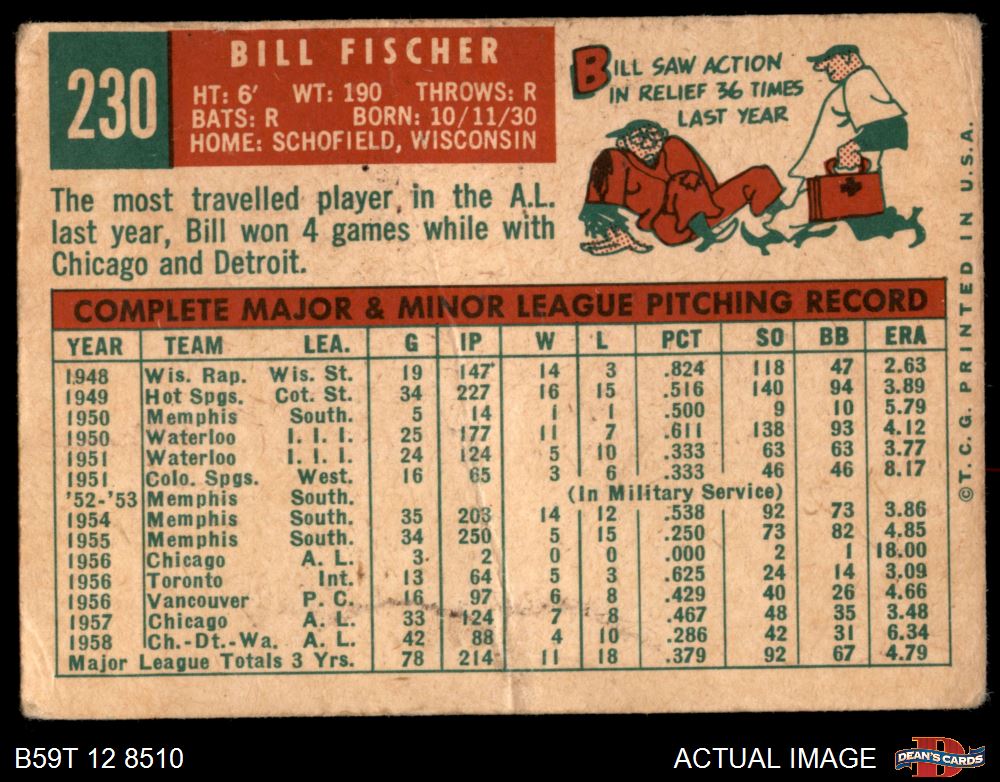 230
BILL FISCHER
HT: 6' WT: 190 THROWS: R
BATS: R BORN: 10/11/30
HOME: SCHOFIELD, WISCONSIN
BILL SAW ACTION
IN RELIEF 36 TIMES
LAST YEAR
The most travelled player in the A.L.
last year, Bill won 4 games while with
Chicago and Detroit.
COMPLETE MAJOR & MINOR LEAGUE PITCHING RECORD
YEAR TEAM LEA. G IP W L PCT SO BB ERA
1948 Wis. Rap. Wis. St. 19 147 14 3 .824 118 47 2.63
1949 Hot Spgs. Cot. St. 34 227 16 15 .516 140 94 3.89
1950 Memphis South. 5 14 1 1 .500 9 10 5.79
1950 Waterloo I. I. I. 25 177 11 7 .611 138 93 4.12
1951 Waterloo I. I. I. 24 124 5 10 .333 63 63 3.77
1951 Colo. Spgs. West. 16 65 3 6 .333 46 46 8.17
'52-'53 Memphis South. (In Military Service)
1954 Memphis South. 35 203 14 12 .538 92 73 3.86
1955 Memphis South. 34 250 5 15 .250 73 82 4.85
1956 Chicago A. L. 3 2 0 0 .000 2 1 18.00
1956 Toronto Int. 13 64 5 3 .625 24 14 3.09
1956 Vancouver P. C. 16 97 6 8 .429 40 26 4.66
1957 Chicago A. L. 33 124 7 8 .467 48 35 3.48
1958 Ch.-Dt.-Wa. A. L. 42 88 4 10 .286 42 31 6.34
Major League Totals 3 Yrs. 78 214 11 18 .379 92 67 4.79
©T. C. G. PRINTED IN U.S.A.
B59T 12 8510
ACTUAL IMAGE
D
DEAN'S CARDS